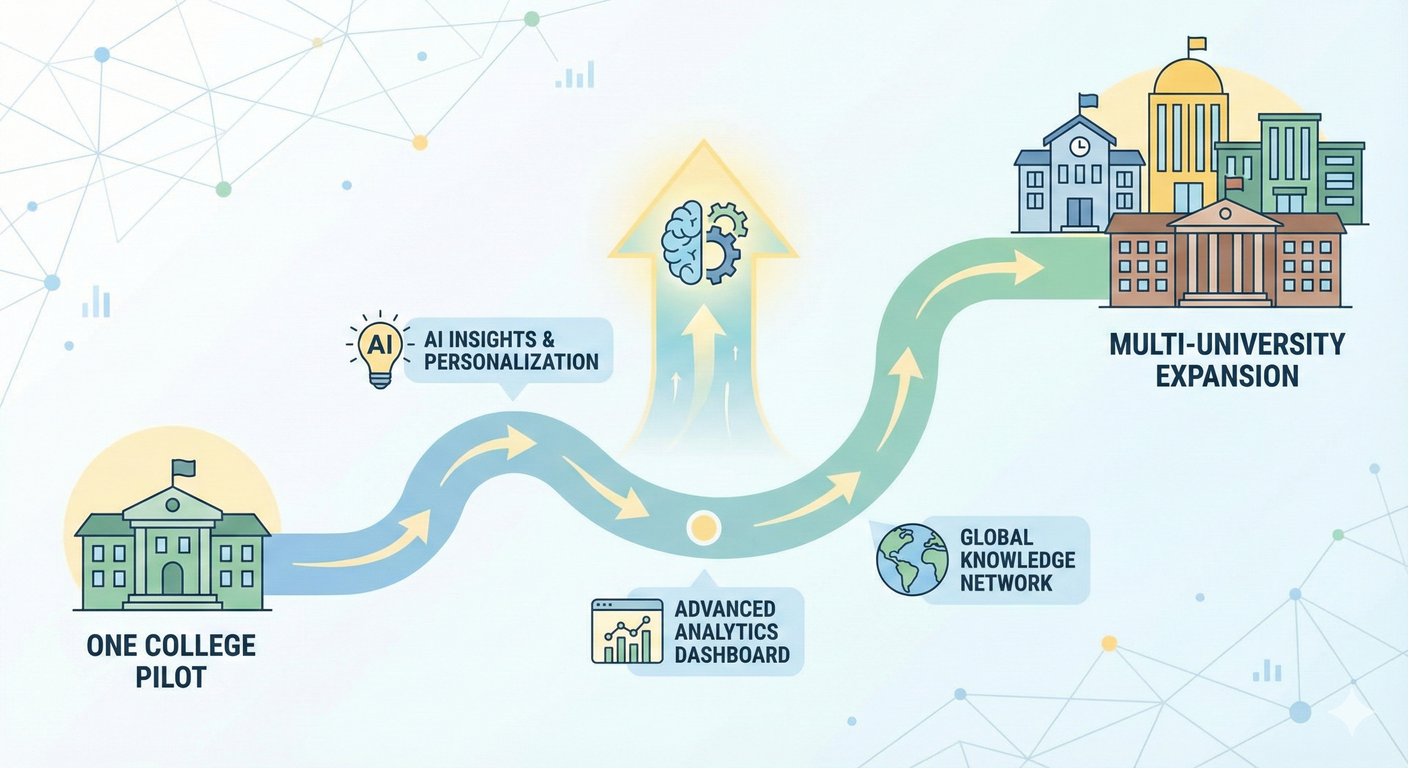 AI
AI INSIGHTS &
PERSONALIZATION
MULTI-UNIVERSITY
EXPANSION
GLOBAL
KNOWLEDGE
NETWORK
ADVANCED
ANALYTICS
DASHBOARD
ONE COLLEGE
PILOT